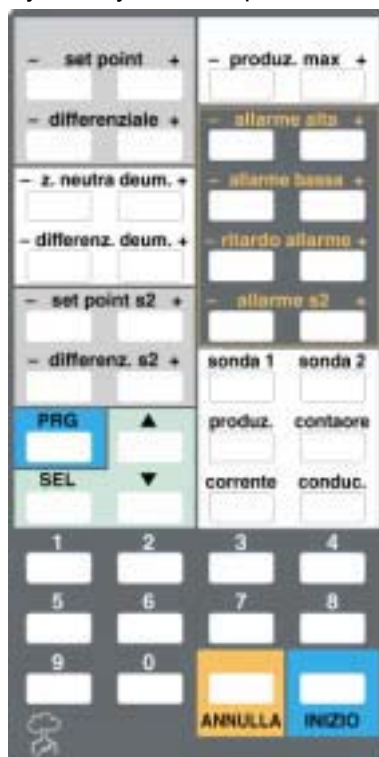 - set point +
- produz. max +
- differenziale +
- allarme alta +
- z. neutra deum. +
- allarme bassa +
- differenz. deum. +
- ritardo allarme +
- set point s2 +
- allarme s2 +
- differenz. s2 +
sonda 1 sonda 2
PRG ▲
produz. contaore
SEL ▼
corrente conduc.
1 2 3 4
5 6 7 8
9 0
ANNULLA INIZIO